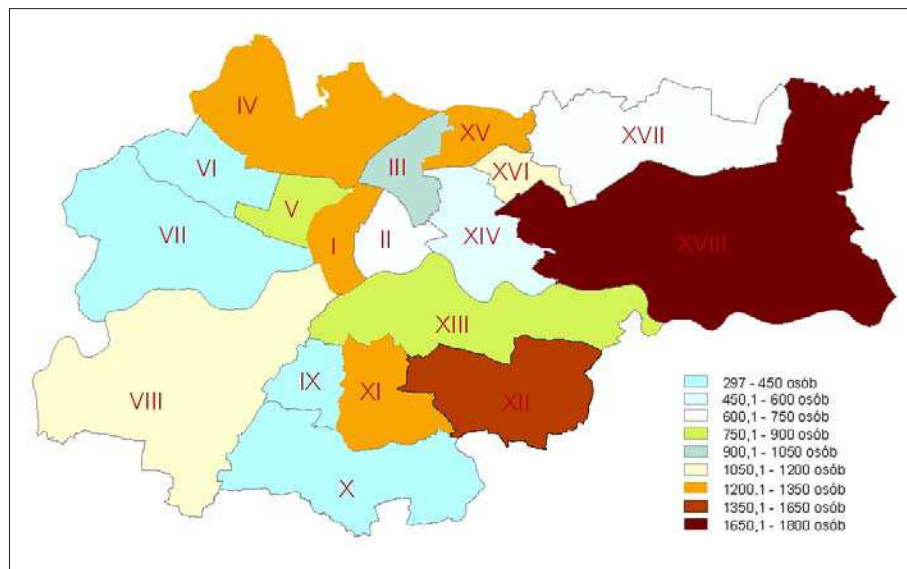 IV
XV
XVII
III
VI
XVI
V
VII
I
II
XIV
XVIII
XIII
IX
XI
VIII
XII
X
297 - 450 osób
450,1 - 600 osób
600,1 - 750 osób
750,1 - 900 osób
900,1 - 1050 osób
1050,1 - 1200 osób
1200,1 - 1350 osób
1350,1 - 1650 osób
1650,1 - 1800 osób